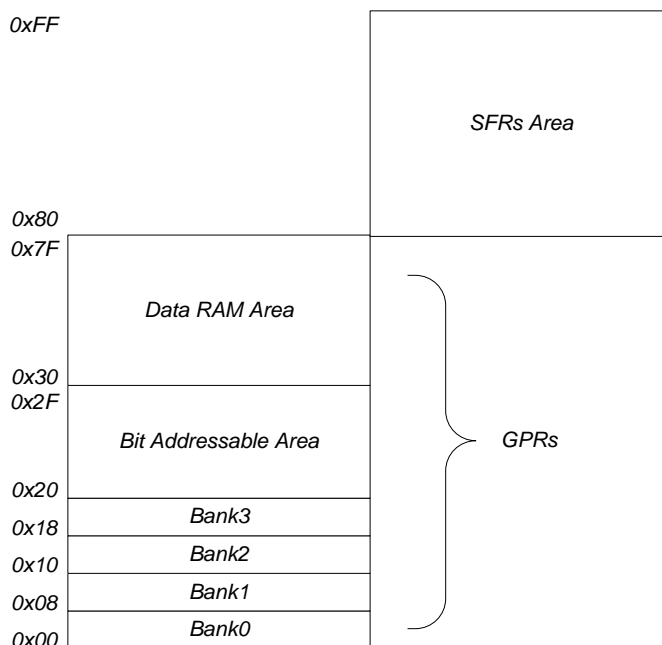 0xFF
SFRs Area
0x80
0x7F
Data RAM Area
0x30
0x2F
Bit Addressable Area
GPRs
0x20
Bank3
0x18
Bank2
0x10
Bank1
0x08
Bank0
0x00